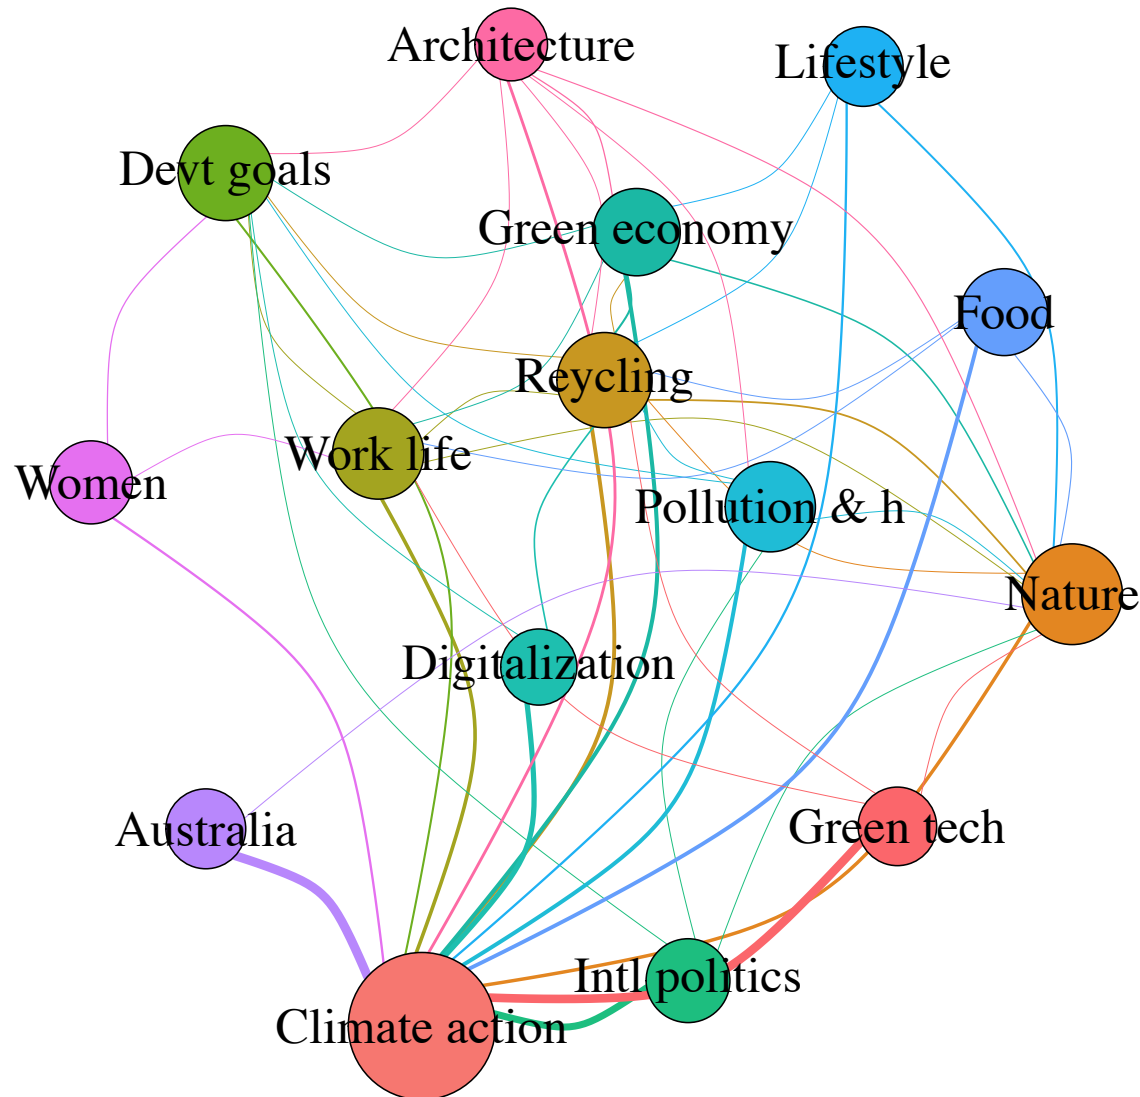 Architecture
Lifestyle
Devt goals
Green economy
Food
Reycling
Work life
Women
Pollution & h
Nature
Digitalization
Australia
Green tech
Intl politics
Climate action